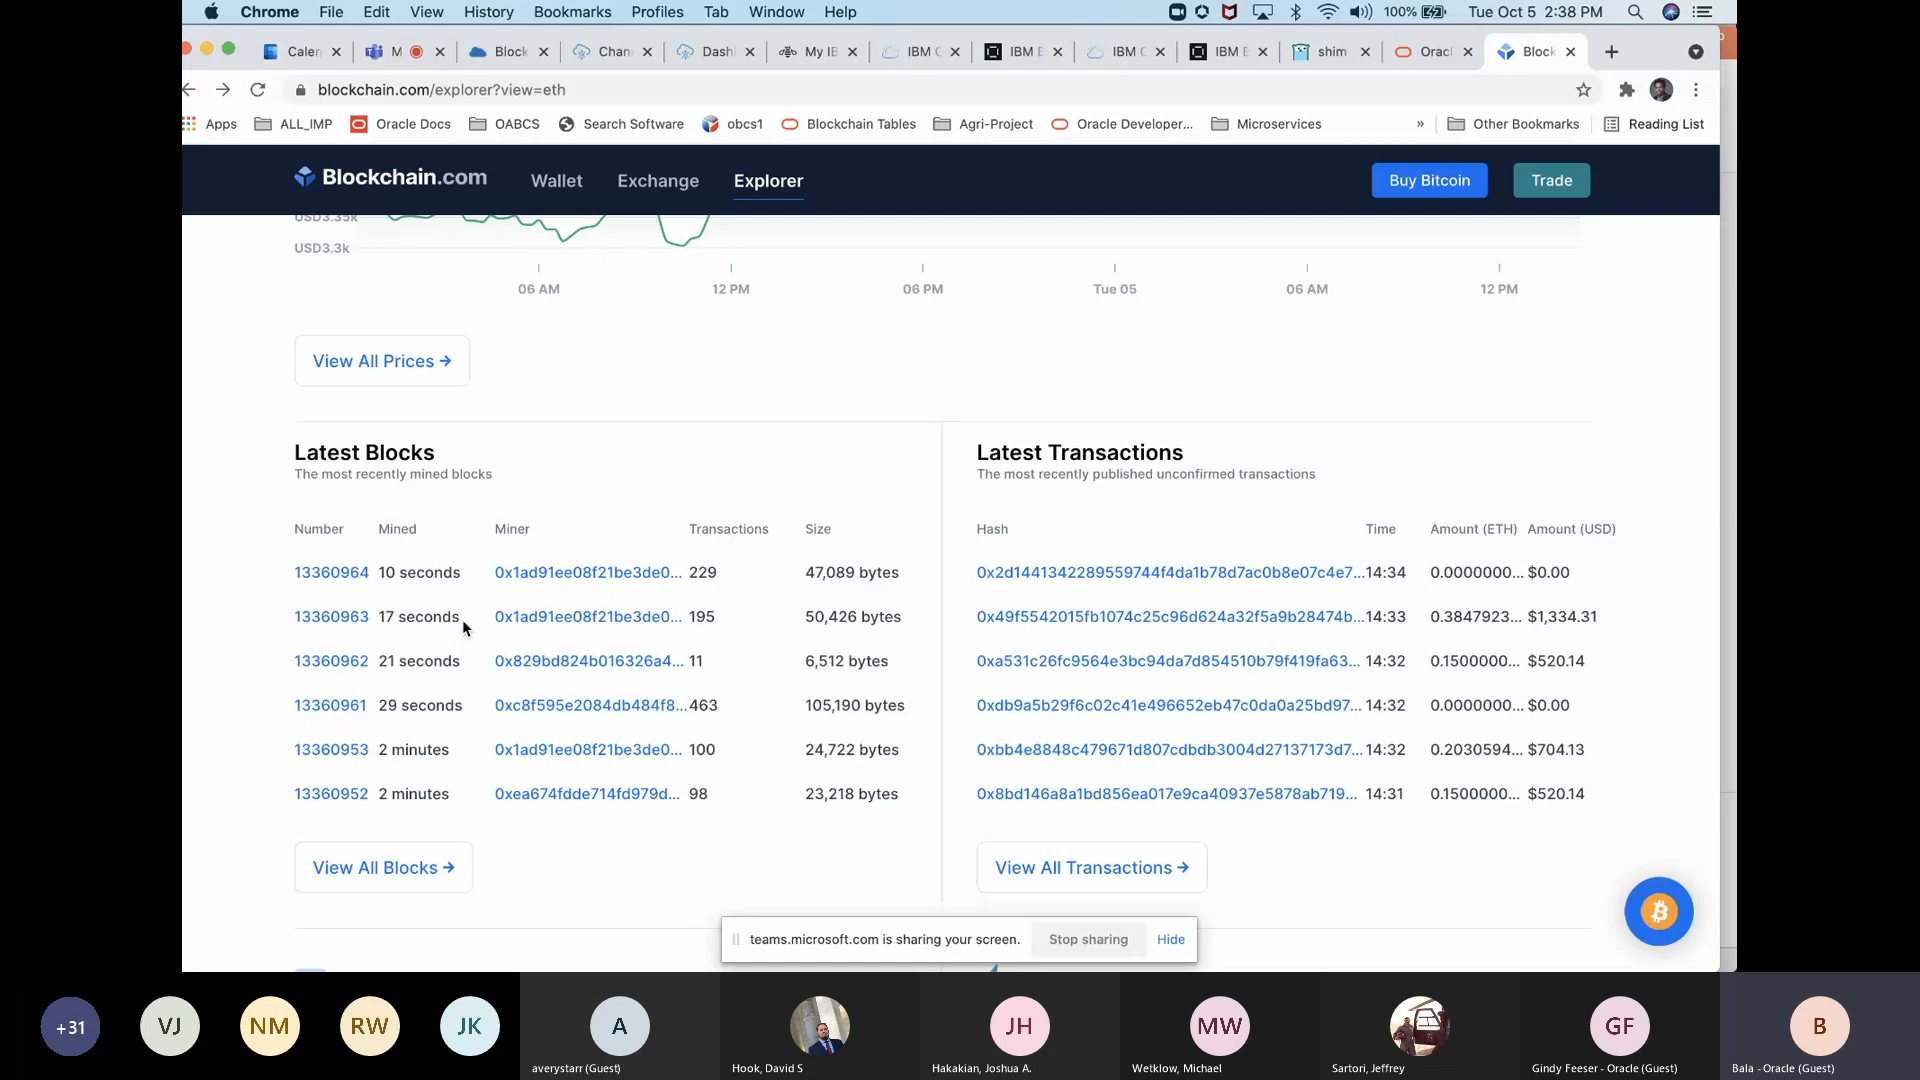 Chrome File Edit View History Bookmarks Profiles Tab Window Help 100% Tue Oct 5 2:38 PM
Calen M Block Chan Dash My IB IBM C IBM E IBM C IBM E shim Oracl Block
blockchain.com/explorer?view=eth
Apps ALL_IMP Oracle Docs OABCS Search Software obcs1 Blockchain Tables Agri-Project Oracle Developer... Microservices » Other Bookmarks Reading List
Blockchain.com Wallet Exchange Explorer Buy Bitcoin Trade
USD3.35k
USD3.3k
06 AM 12 PM 06 PM Tue 05 06 AM 12 PM
View All Prices →
Latest Blocks
The most recently mined blocks
Number Mined Miner Transactions Size
13360964 10 seconds 0x1ad91ee08f21be3de0... 229 47,089 bytes
13360963 17 seconds 0x1ad91ee08f21be3de0... 195 50,426 bytes
13360962 21 seconds 0x829bd824b016326a4... 11 6,512 bytes
13360961 29 seconds 0xc8f595e2084db484f8... 463 105,190 bytes
13360953 2 minutes 0x1ad91ee08f21be3de0... 100 24,722 bytes
13360952 2 minutes 0xea674fdde714fd979d... 98 23,218 bytes
View All Blocks →
Latest Transactions
The most recently published unconfirmed transactions
Hash Time Amount (ETH) Amount (USD)
0x2d1441342289559744f4da1b78d7ac0b8e07c4e7... 14:34 0.0000000... $0.00
0x49f5542015fb1074c25c96d624a32f5a9b28474b... 14:33 0.3847923... $1,334.31
0xa531c26fc9564e3bc94da7d854510b79f419fa63... 14:32 0.1500000... $520.14
0xdb9a5b29f6c02c41e496652eb47c0da0a25bd97... 14:32 0.0000000... $0.00
0xbb4e8848c479671d807cdbdb3004d27137173d7... 14:32 0.2030594... $704.13
0x8bd146a8a1bd856ea017e9ca40937e5878ab719... 14:31 0.1500000... $520.14
View All Transactions →
teams.microsoft.com is sharing your screen. Stop sharing Hide
+31 VJ NM RW JK A JH MW GF B
averystarr (Guest) Hook, David S Hakakian, Joshua A. Wetklow, Michael Sartori, Jeffrey Gindy Feeser - Oracle (Guest) Bala - Oracle (Guest)